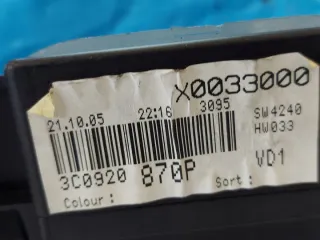 X0033000
21.10.05 22:16 3095 SW4240
HW033
VD1
3C0920 870P
Colour : Sort :